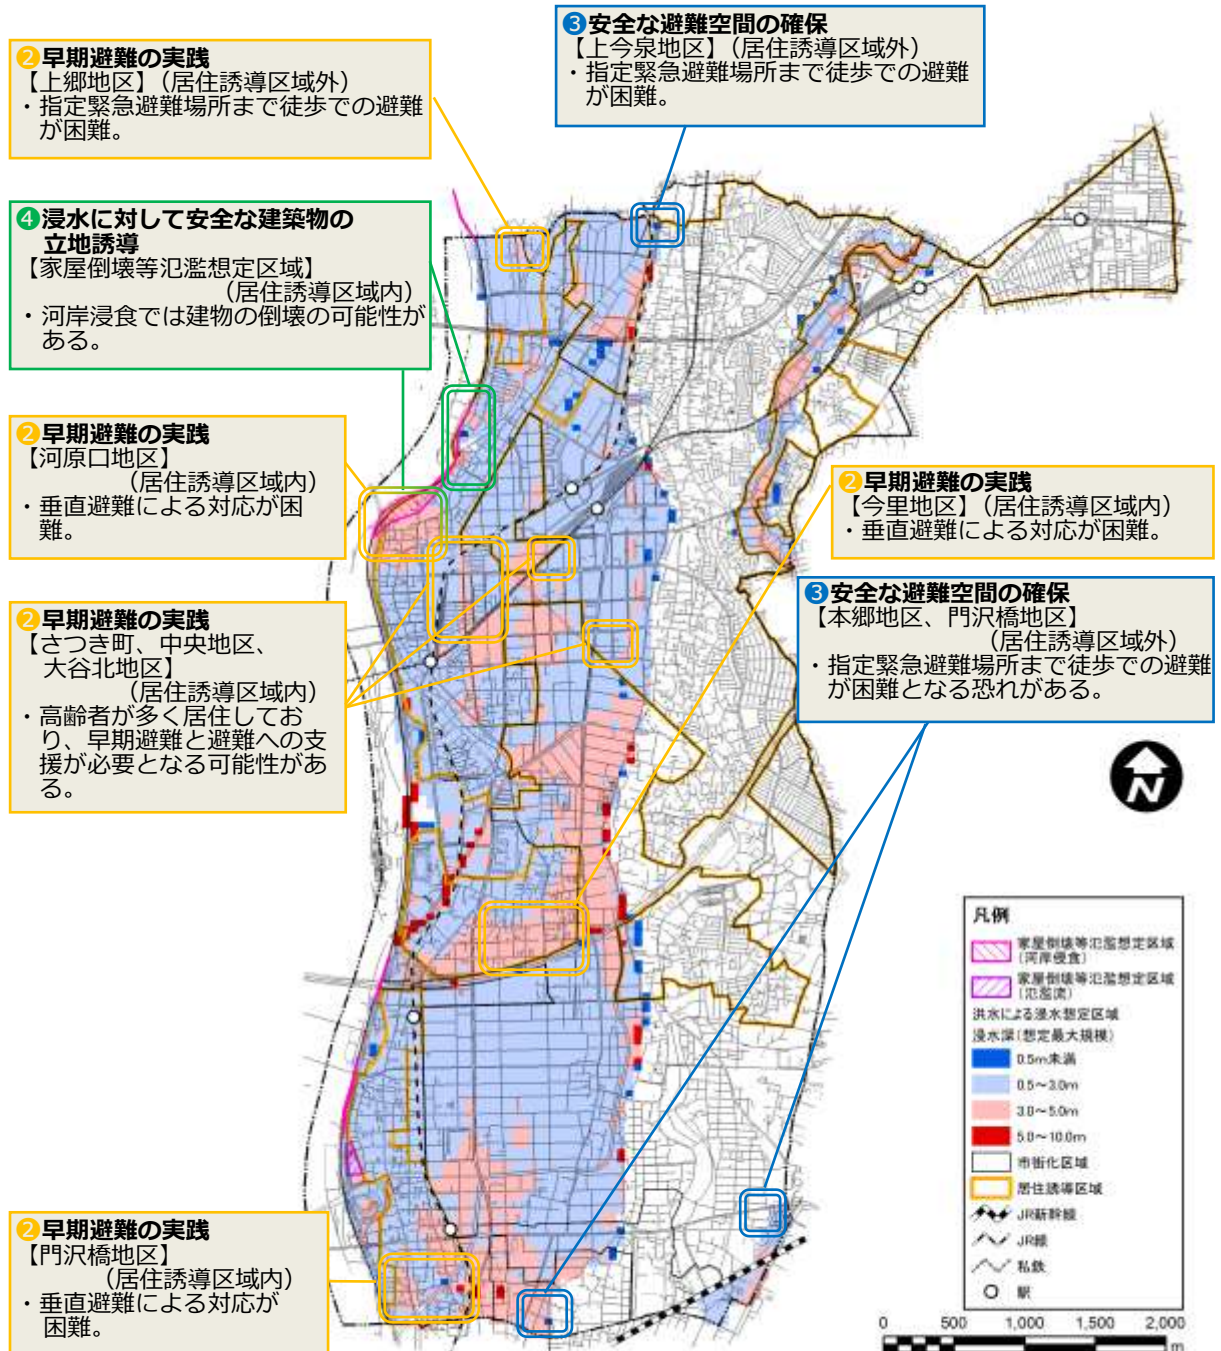 ❸安全な避難空間の確保
【上今泉地区】（居住誘導区域外）
・指定緊急避難場所まで徒歩での避難
が困難。
❷早期避難の実践
【上郷地区】（居住誘導区域外）
・指定緊急避難場所まで徒歩での避難
が困難。
❹浸水に対して安全な建築物の
立地誘導
【家屋倒壊等氾濫想定区域】
（居住誘導区域内）
・河岸浸食では建物の倒壊の可能性が
ある。
❷早期避難の実践
【河原口地区】
（居住誘導区域内）
・垂直避難による対応が困
難。
❷早期避難の実践
【今里地区】（居住誘導区域内）
・垂直避難による対応が困難。
❸安全な避難空間の確保
【本郷地区、門沢橋地区】
（居住誘導区域外）
・指定緊急避難場所まで徒歩での避難
が困難となる恐れがある。
❷早期避難の実践
【さつき町、中央地区、
大谷北地区】
（居住誘導区域内）
・高齢者が多く居住してお
り、早期避難と避難への支
援が必要となる可能性があ
る。
N
凡例
家屋倒壊等氾濫想定区域
（河岸侵食）
家屋倒壊等氾濫想定区域
（氾濫流）
洪水による浸水想定区域
浸水深（想定最大規模）
0.5m未満
0.5～3.0m
3.0～5.0m
5.0～10.0m
市街化区域
居住誘導区域
JR新幹線
JR線
私鉄
駅
❷早期避難の実践
【門沢橋地区】
（居住誘導区域内）
・垂直避難による対応が
困難。
0 500 1,000 1,500 2,000
m